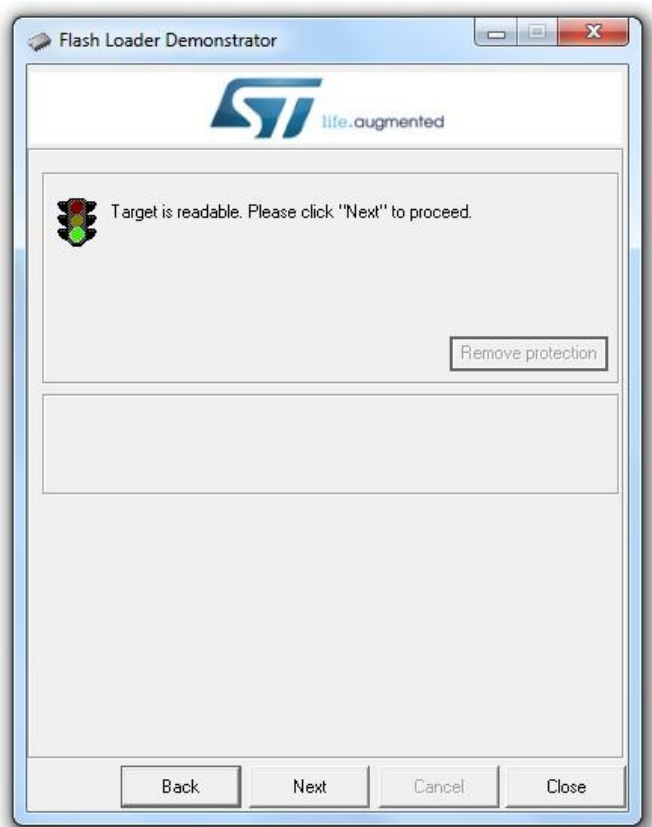 Flash Loader Demonstrator
ST
life.augmented
Target is readable. Please click "Next" to proceed.
Remove protection
Back
Next
Cancel
Close